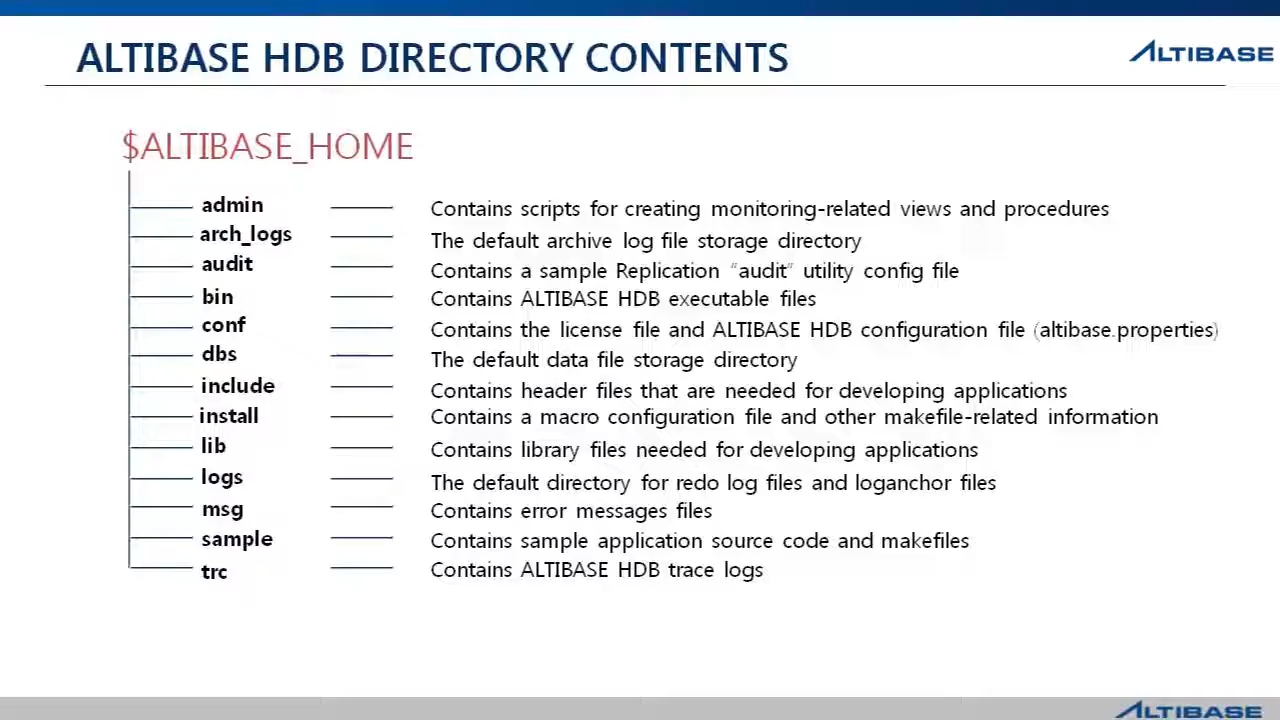 ALTIBASE HDB DIRECTORY CONTENTS
ALTIBASE
$ALTIBASE_HOME
admin Contains scripts for creating monitoring-related views and procedures
arch_logs The default archive log file storage directory
audit Contains a sample Replication "audit" utility config file
bin Contains ALTIBASE HDB executable files
conf Contains the license file and ALTIBASE HDB configuration file (altibase.properties)
dbs The default data file storage directory
include Contains header files that are needed for developing applications
install Contains a macro configuration file and other makefile-related information
lib Contains library files needed for developing applications
logs The default directory for redo log files and loganchor files
msg Contains error messages files
sample Contains sample application source code and makefiles
trc Contains ALTIBASE HDB trace logs
ALTIBASE